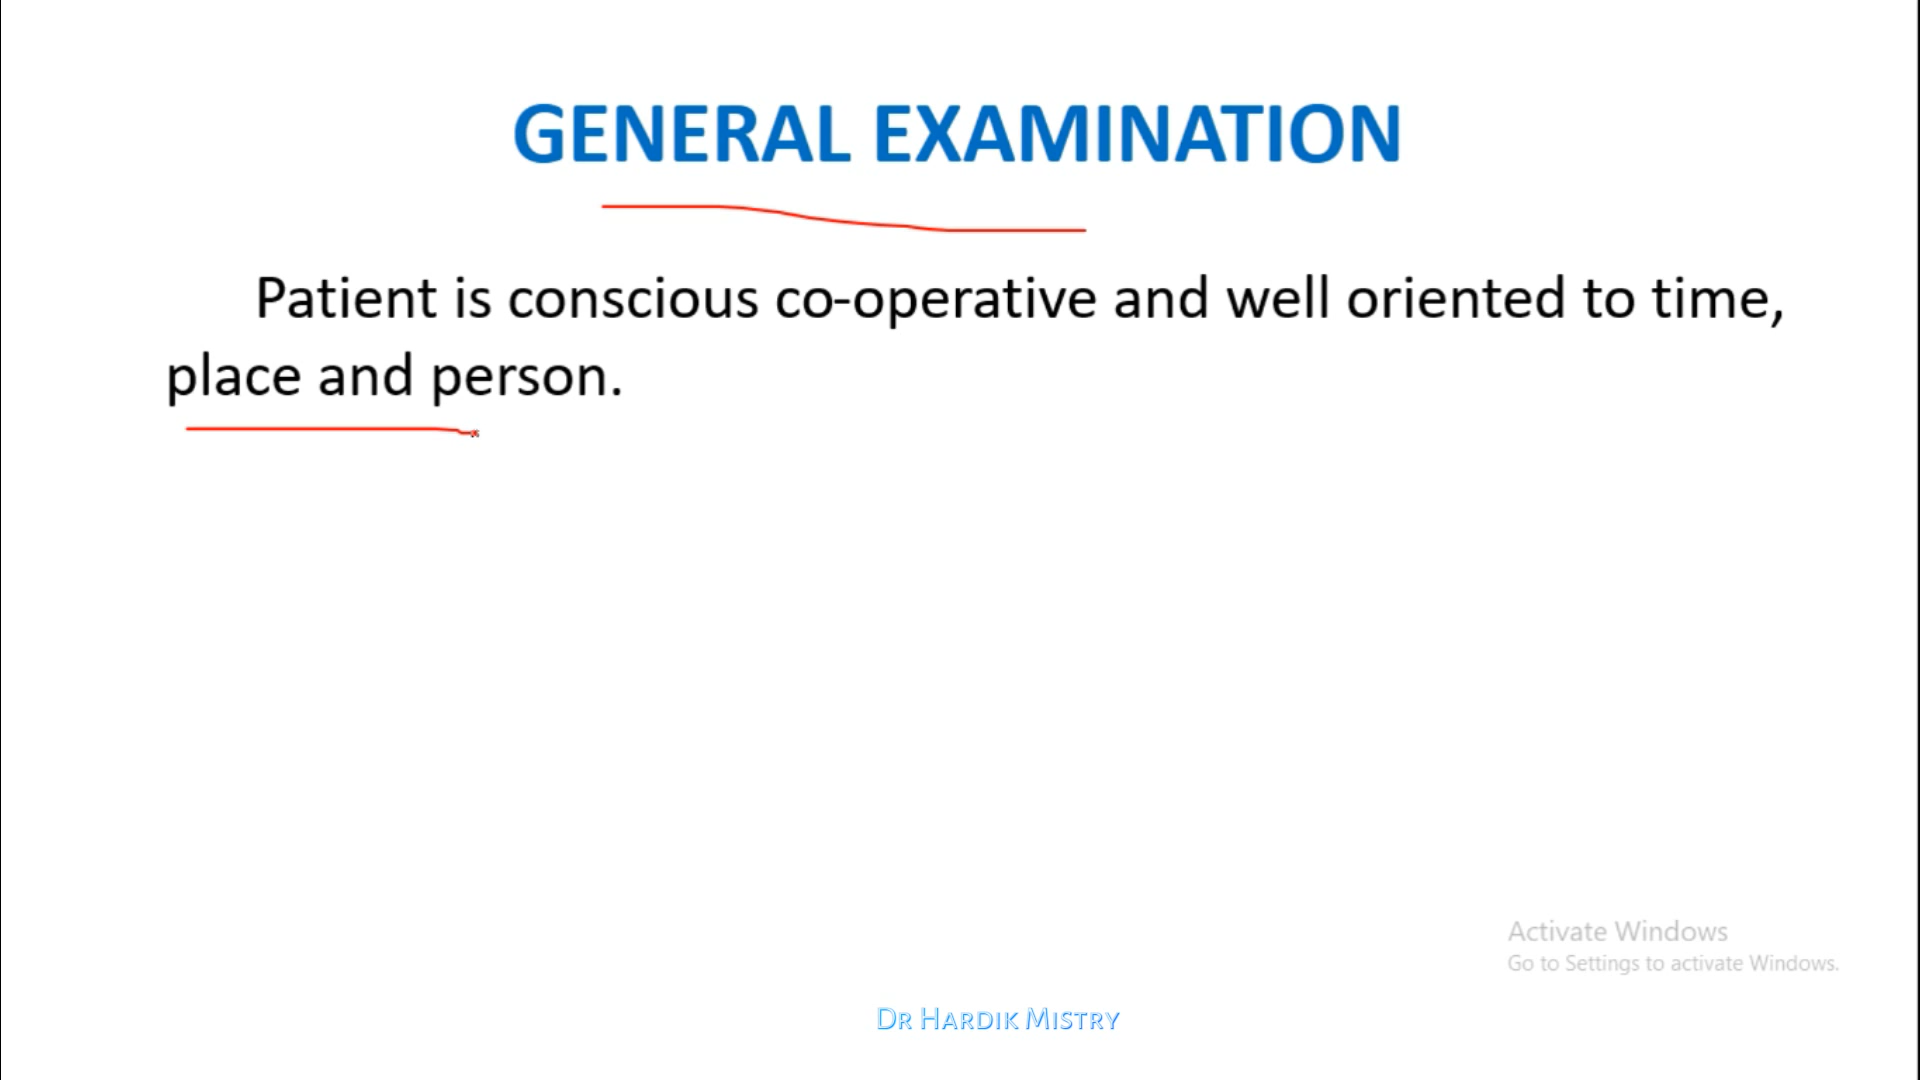 GENERAL EXAMINATION
Patient is conscious co-operative and well oriented to time,
place and person.
Activate Windows
Go to Settings to activate Windows.
DR HARDIK MISTRY